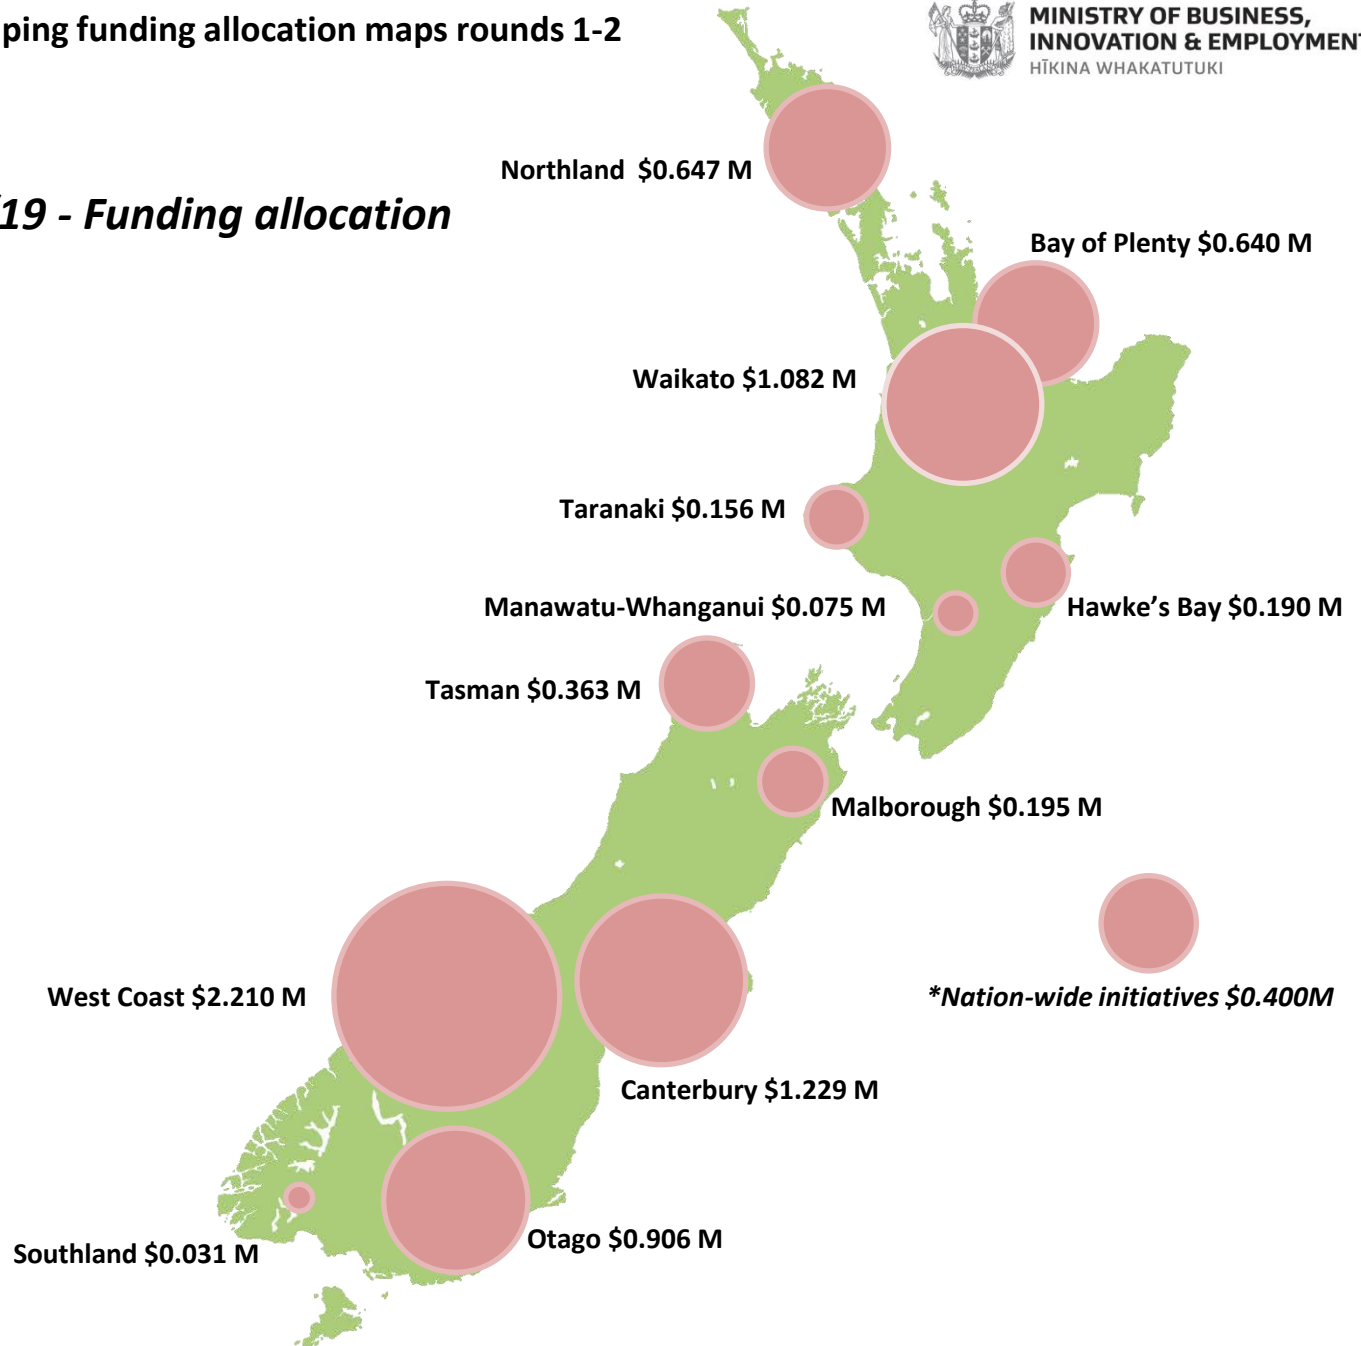 ping funding allocation maps rounds 1-2
MINISTRY OF BUSINESS,
INNOVATION & EMPLOYMENT
HĪKINA WHAKATUTUKI
Northland $0.647 M
19 - Funding allocation
Bay of Plenty $0.640 M
Waikato $1.082 M
Taranaki $0.156 M
Manawatu-Whanganui $0.075 M
Hawke's Bay $0.190 M
Tasman $0.363 M
Malborough $0.195 M
West Coast $2.210 M
*Nation-wide initiatives $0.400M
Canterbury $1.229 M
Otago $0.906 M
Southland $0.031 M